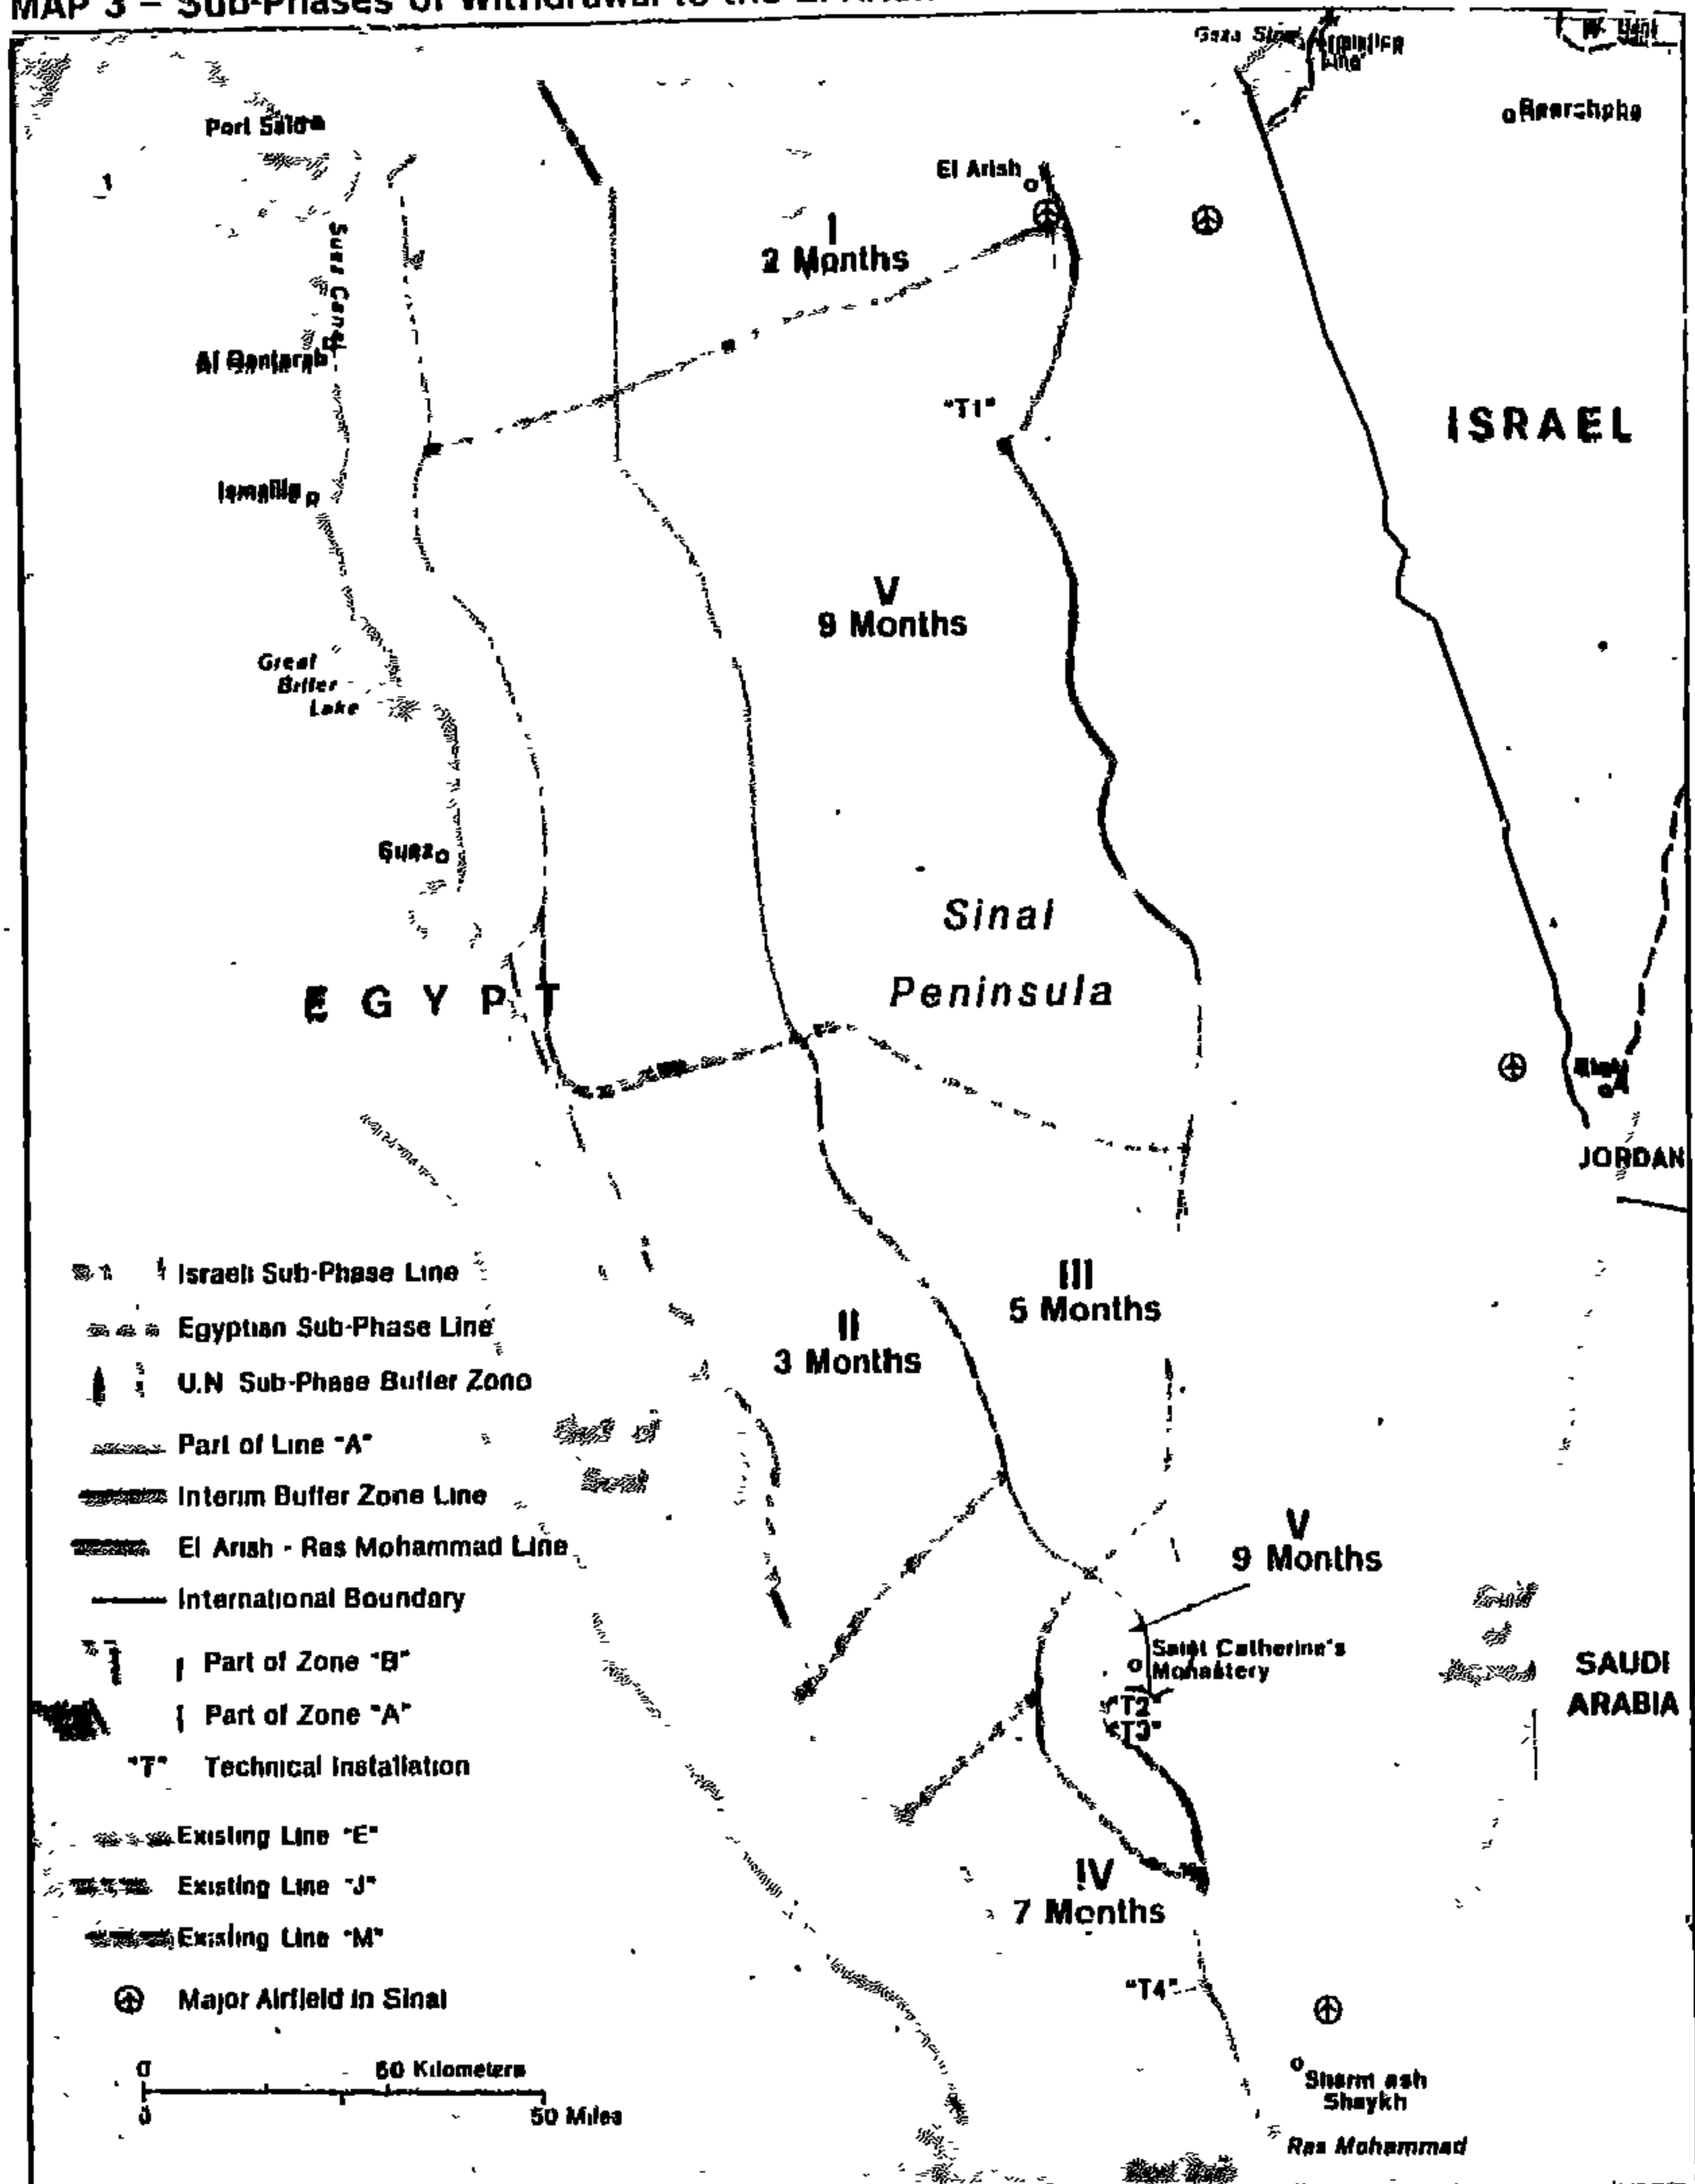 MAP 3 – Sub-Phases of Withdrawal to the El Arish
Gaza Strip
Port Said
El Arish
I
2 Months
Suez Canal
Al Qantarah
"T1"
ISRAEL
Ismailia
V
9 Months
Great
Bitter
Lake
Suez
Sinai
Peninsula
EGYPT
JORDAN
Israeli Sub-Phase Line
Egyptian Sub-Phase Line
U.N Sub-Phase Buffer Zone
Part of Line "A"
Interim Buffer Zone Line
El Arish - Ras Mohammad Line
International Boundary
Part of Zone "B"
Part of Zone "A"
"T" Technical Installation
Existing Line "E"
Existing Line "J"
Existing Line "M"
Major Airfield in Sinai
0 50 Kilometers
0 50 Miles
III
5 Months
II
3 Months
V
9 Months
Saint Catherine's
Monastery
"T2"
"T3"
SAUDI
ARABIA
IV
7 Months
"T4"
Sharm ash
Shaykh
Ras Mohammad